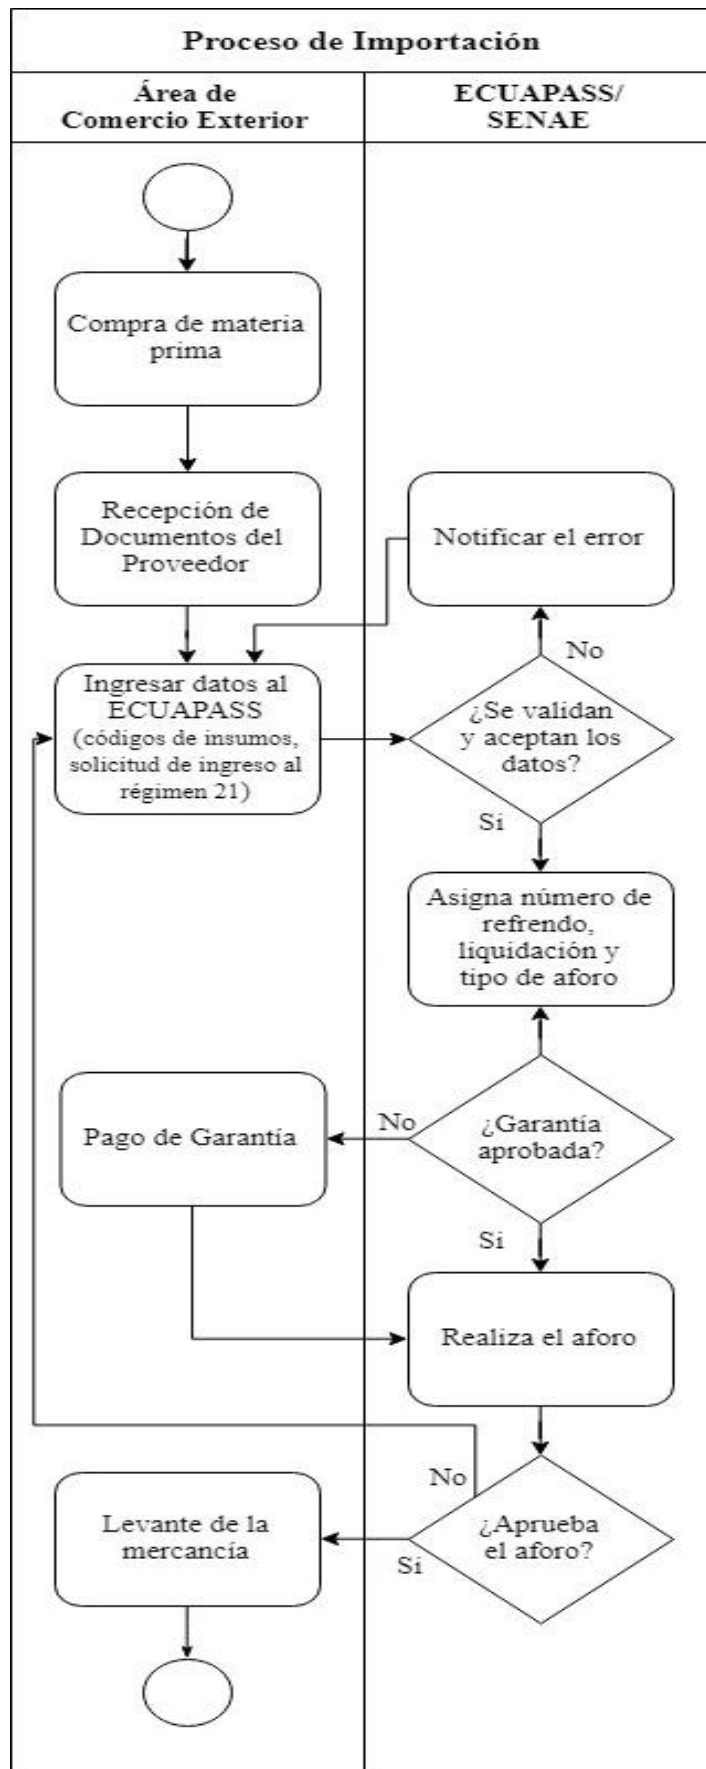 Proceso de Importación
Área de
Comercio Exterior
ECUAPASS/
SENAE
Compra de materia
prima
Recepción de
Documentos del
Proveedor
Notificar el error
No
Ingresar datos al
ECUAPASS
(códigos de insumos,
solicitud de ingreso al
régimen 21)
¿Se validan
y aceptan los
datos?
Si
Asigna número de
refrendo,
liquidación y
tipo de aforo
Pago de Garantía
No
¿Garantía
aprobada?
Si
Realiza el aforo
No
Levante de la
mercancía
¿Aprueba
el aforo?
Si